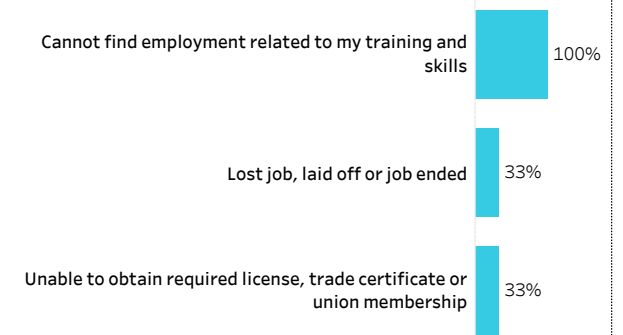 Cannot find employment related to my training and
skills
100%
Lost job, laid off or job ended
33%
Unable to obtain required license, trade certificate or
union membership
33%